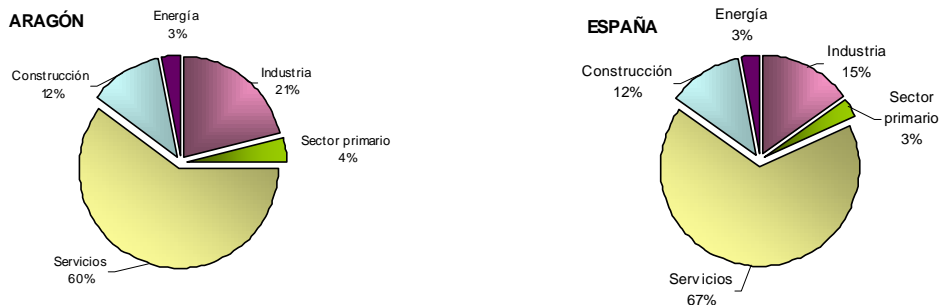 ARAGÓN
Energía
3%
Construcción
12%
Industria
21%
Sector primario
4%
Servicios
60%
ESPAÑA
Energía
3%
Construcción
12%
Industria
15%
Sector
primario
3%
Servicios
67%